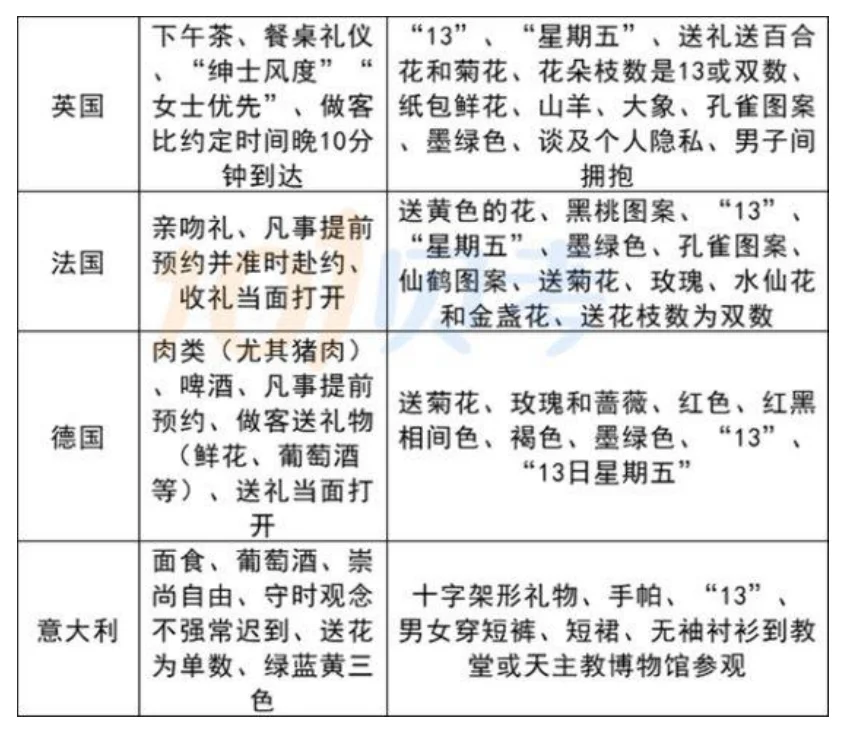 英国
下午茶、餐桌礼仪
、“绅士风度”“
女士优先”、做客
比约定时间晚10分
钟到达
“13”、“星期五”、送礼送百合
花和菊花、花朵枝数是13或双数、
纸包鲜花、山羊、大象、孔雀图案
、墨绿色、谈及个人隐私、男子间
拥抱
法国
亲吻礼、凡事提前
预约并准时赴约、
收礼当面打开
送黄色的花、黑桃图案、“13”、
“星期五”、墨绿色、孔雀图案、
仙鹤图案、送菊花、玫瑰、水仙花
和金盏花、送花枝数为双数
德国
肉类（尤其猪肉）
、啤酒、凡事提前
预约、做客送礼物
（鲜花、葡萄酒
等）、送礼当面打
开
送菊花、玫瑰和蔷薇、红色、红黑
相间色、褐色、墨绿色、“13”、
“13日星期五”
意大利
面食、葡萄酒、崇
尚自由、守时观念
不强常迟到、送花
为单数、绿蓝黄三
色
十字架形礼物、手帕、“13”、
男女穿短裤、短裙、无袖衬衫到教
堂或天主教博物馆参观